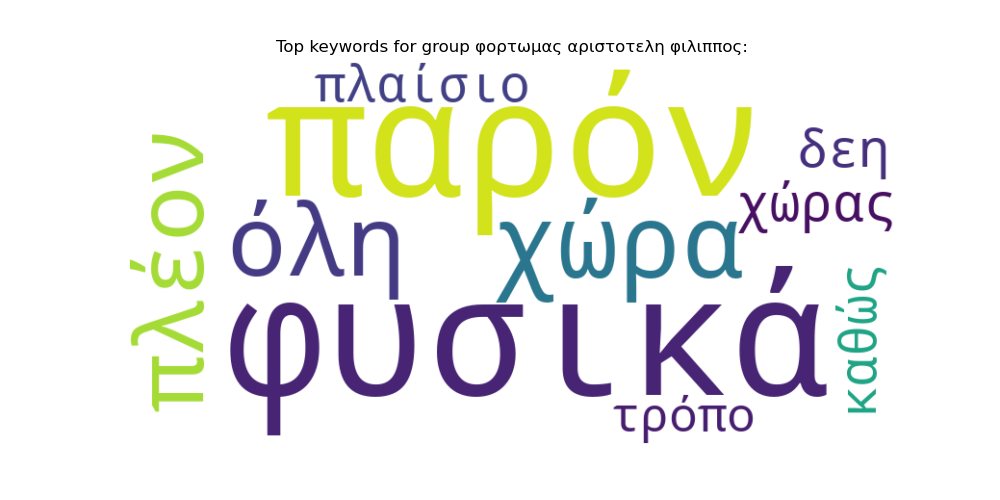 Top keywords for group φορτωμας αριστοτελη φιλιππος:
πλαίσιο
παρόν
δεη
χώρας
πλέον
όλη
χώρα
φυσικά
καθώς
τρόπο